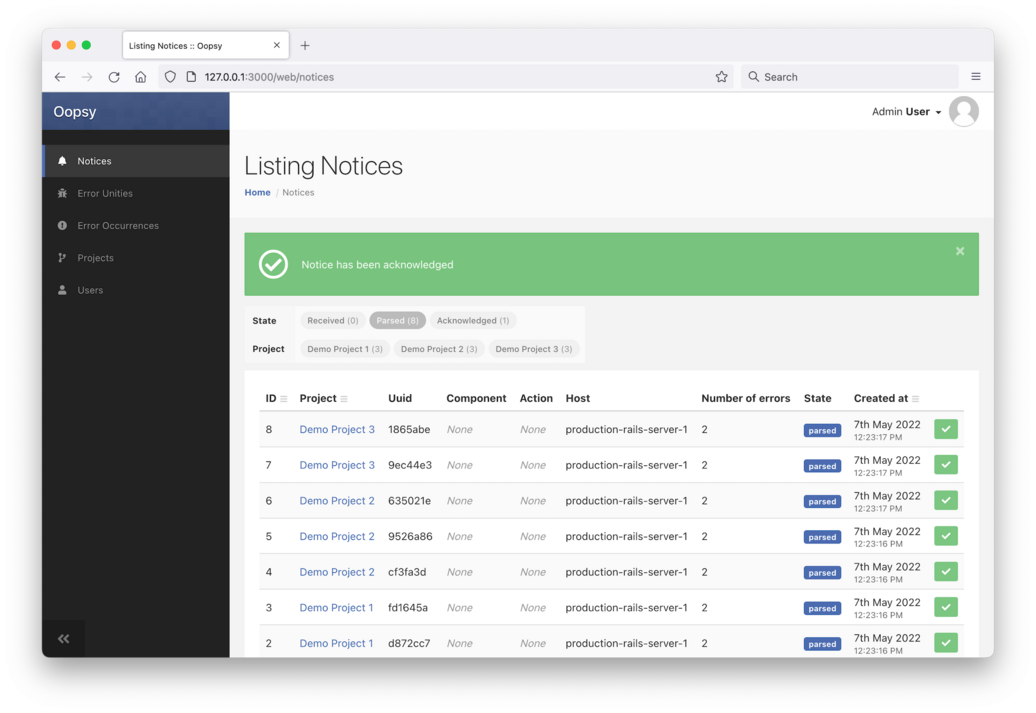 Listing Notices :: Oopsy
127.0.0.1:3000/web/notices
Search
Oopsy
Admin User
Notices
Error Unities
Error Occurrences
Projects
Users
Listing Notices
Home / Notices
Notice has been acknowledged
State Received (0) Parsed (8) Acknowledged (1)
Project Demo Project 1 (3) Demo Project 2 (3) Demo Project 3 (3)
ID Project Uuid Component Action Host Number of errors State Created at
8 Demo Project 3 1865abe None None production-rails-server-1 2 parsed 7th May 2022
12:23:17 PM
7 Demo Project 3 9ec44e3 None None production-rails-server-1 2 parsed 7th May 2022
12:23:17 PM
6 Demo Project 2 635021e None None production-rails-server-1 2 parsed 7th May 2022
12:23:17 PM
5 Demo Project 2 9526a86 None None production-rails-server-1 2 parsed 7th May 2022
12:23:16 PM
4 Demo Project 2 cf3fa3d None None production-rails-server-1 2 parsed 7th May 2022
12:23:16 PM
3 Demo Project 1 fd1645a None None production-rails-server-1 2 parsed 7th May 2022
12:23:16 PM
2 Demo Project 1 d872cc7 None None production-rails-server-1 2 parsed 7th May 2022
12:23:16 PM